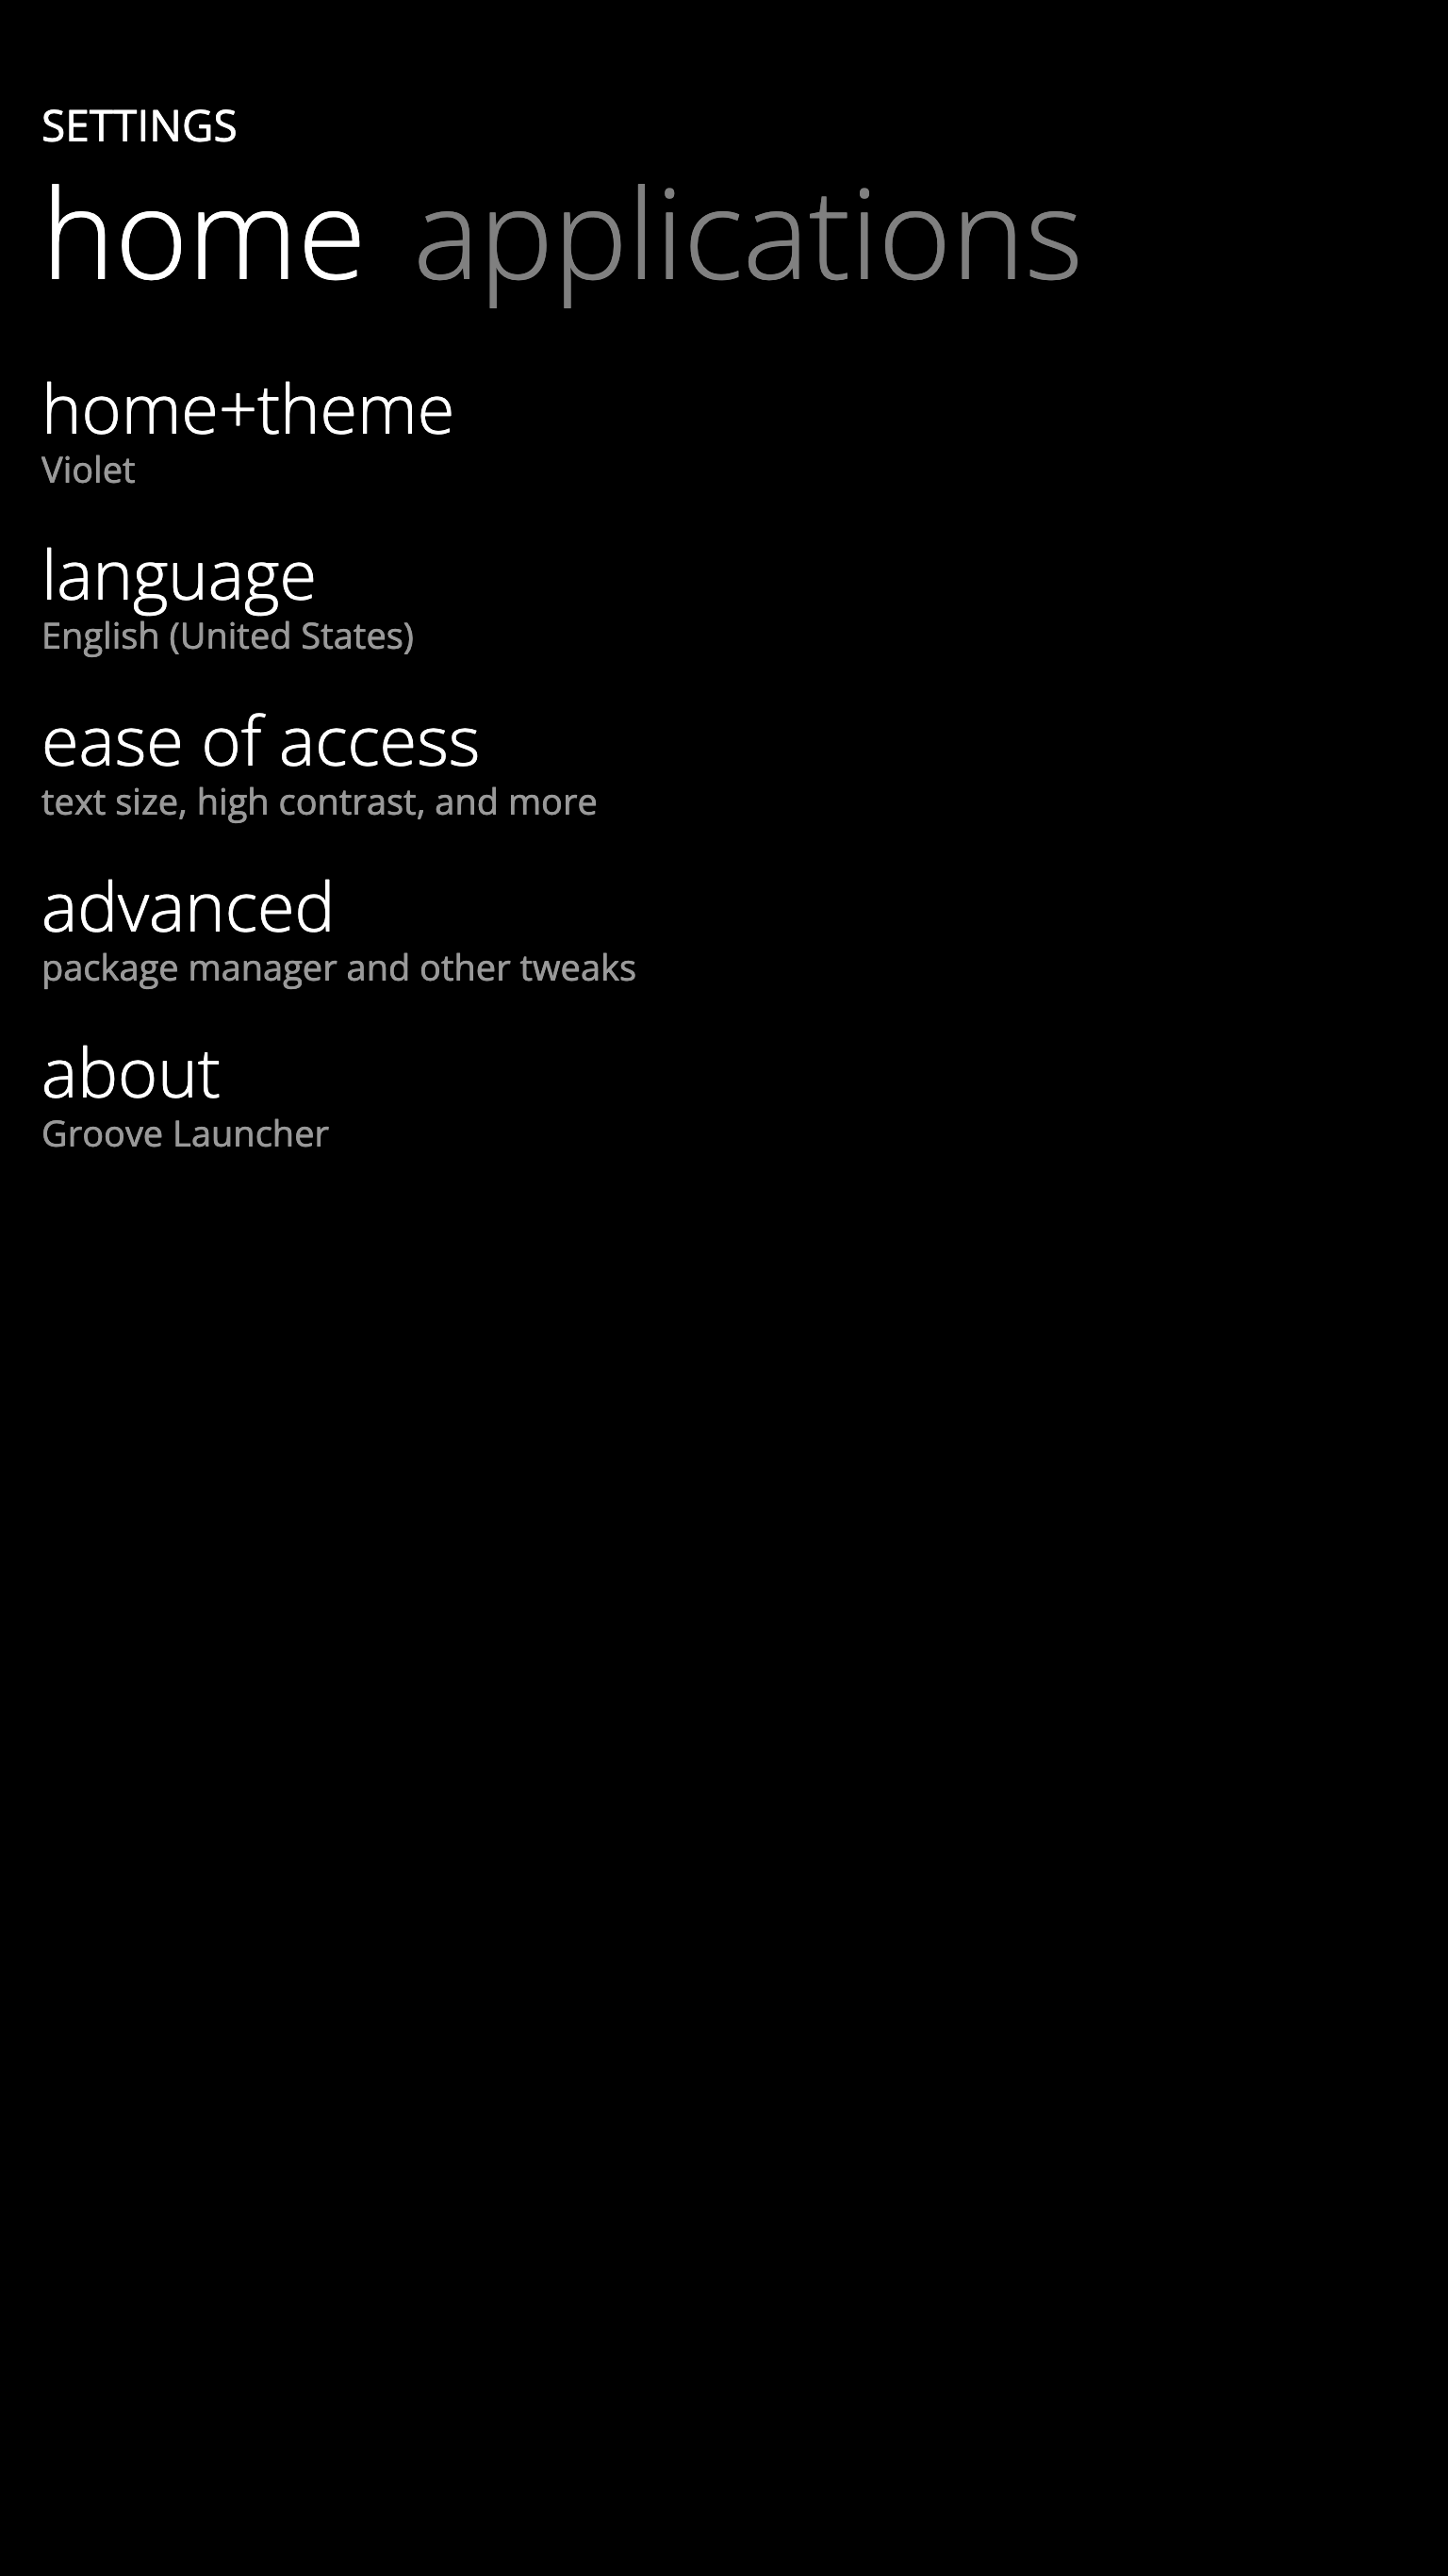 SETTINGS
home applications
home+theme
Violet
language
English (United States)
ease of access
text size, high contrast, and more
advanced
package manager and other tweaks
about
Groove Launcher